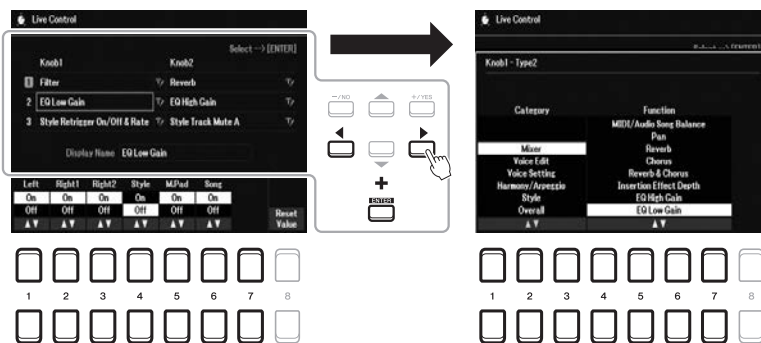 Live Control
Select --> [ENTER]
Knob1 Knob2
1 Filter Reverb
2 EQ Low Gain EQ High Gain
3 Style Retrigger On/Off & Rate Style Track Mute A
Display Name EQ Low Gain
Left Right1 Right2 Style M.Pad Song
On On On On On On
Off Off Off Off Off Off
Reset
Value
1 2 3 4 5 6 7 8
−/NO +/YES
+
ENTER
Live Control
Knob1 - Type2
Category Function
MIDI/Audio Song Balance
Pan
Mixer Reverb
Voice Edit Chorus
Voice Setting Reverb & Chorus
Harmony/Arpeggio Insertion Effect Depth
Style EQ High Gain
Overall EQ Low Gain
1 2 3 4 5 6 7 8